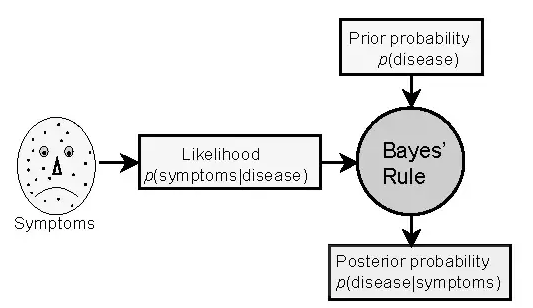 Prior probability
p(disease)
Likelihood
p(symptoms|disease)
Bayes'
Rule
Symptoms
Posterior probability
p(disease|symptoms)